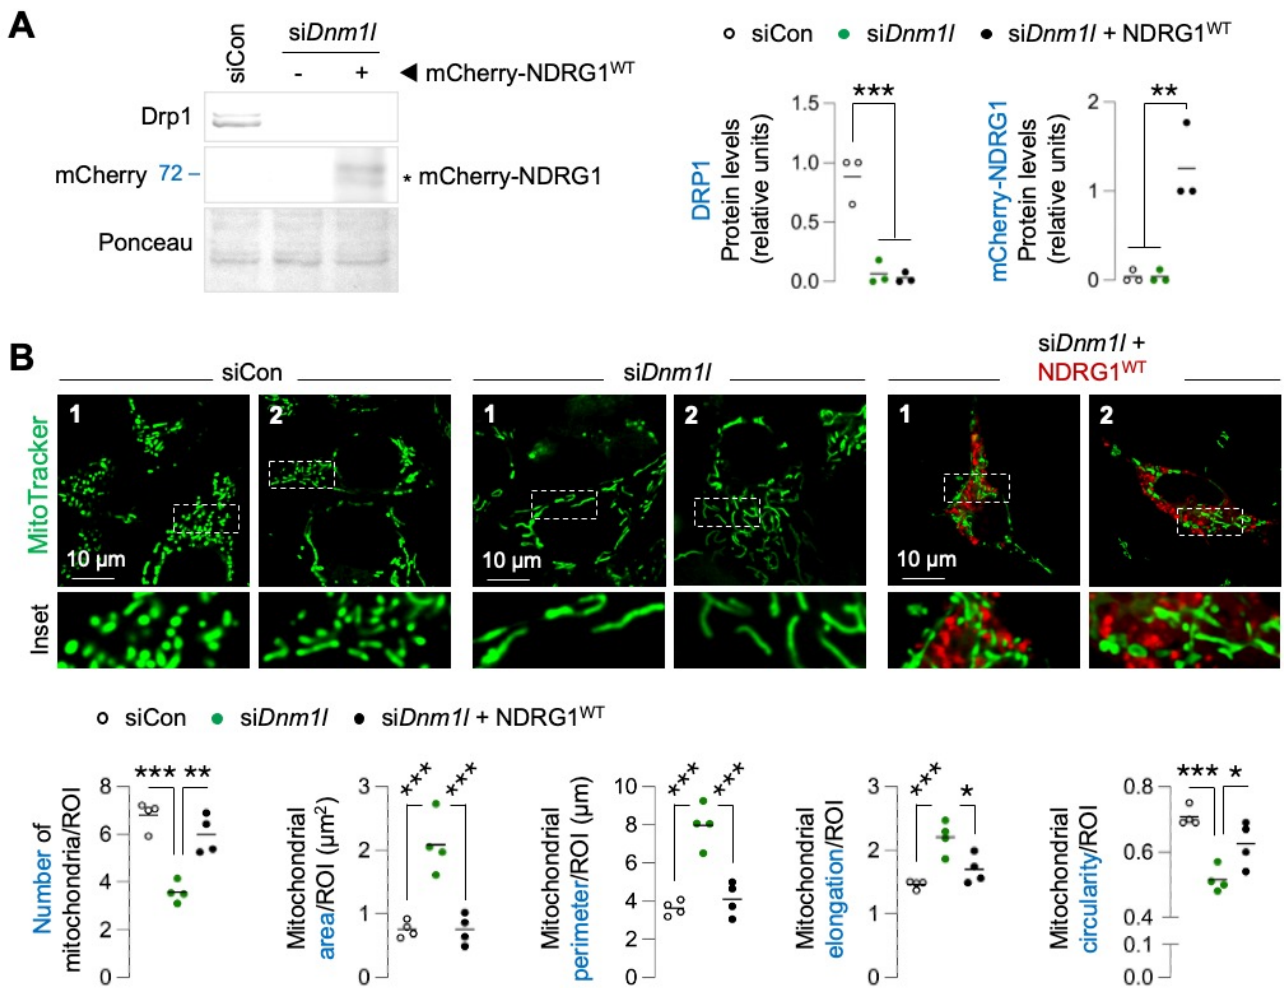 A
siCon
siDnm1l
- + ◀ mCherry-NDRG1WT
Drp1
mCherry 72 –
* mCherry-NDRG1
Ponceau
siCon siDnm1l siDnm1l + NDRG1WT
DRP1
Protein levels
(relative units)
1.5
1.0
0.5
0.0
***
mCherry-NDRG1
Protein levels
(relative units)
2
1
0
**
B
siCon
siDnm1l
siDnm1l +
NDRG1WT
MitoTracker
1 2 1 2 1 2
10 µm 10 µm 10 µm
Inset
siCon siDnm1l siDnm1l + NDRG1WT
Number of
mitochondria/ROI
8
6
4
2
0
*** **
Mitochondrial
area/ROI (µm2)
3
2
1
0
*** ***
Mitochondrial
perimeter/ROI (µm)
10
8
6
4
2
0
*** ***
Mitochondrial
elongation/ROI
3
2
1
0
*** *
Mitochondrial
circularity/ROI
0.8
0.6
0.4
0.1
0.0
*** *